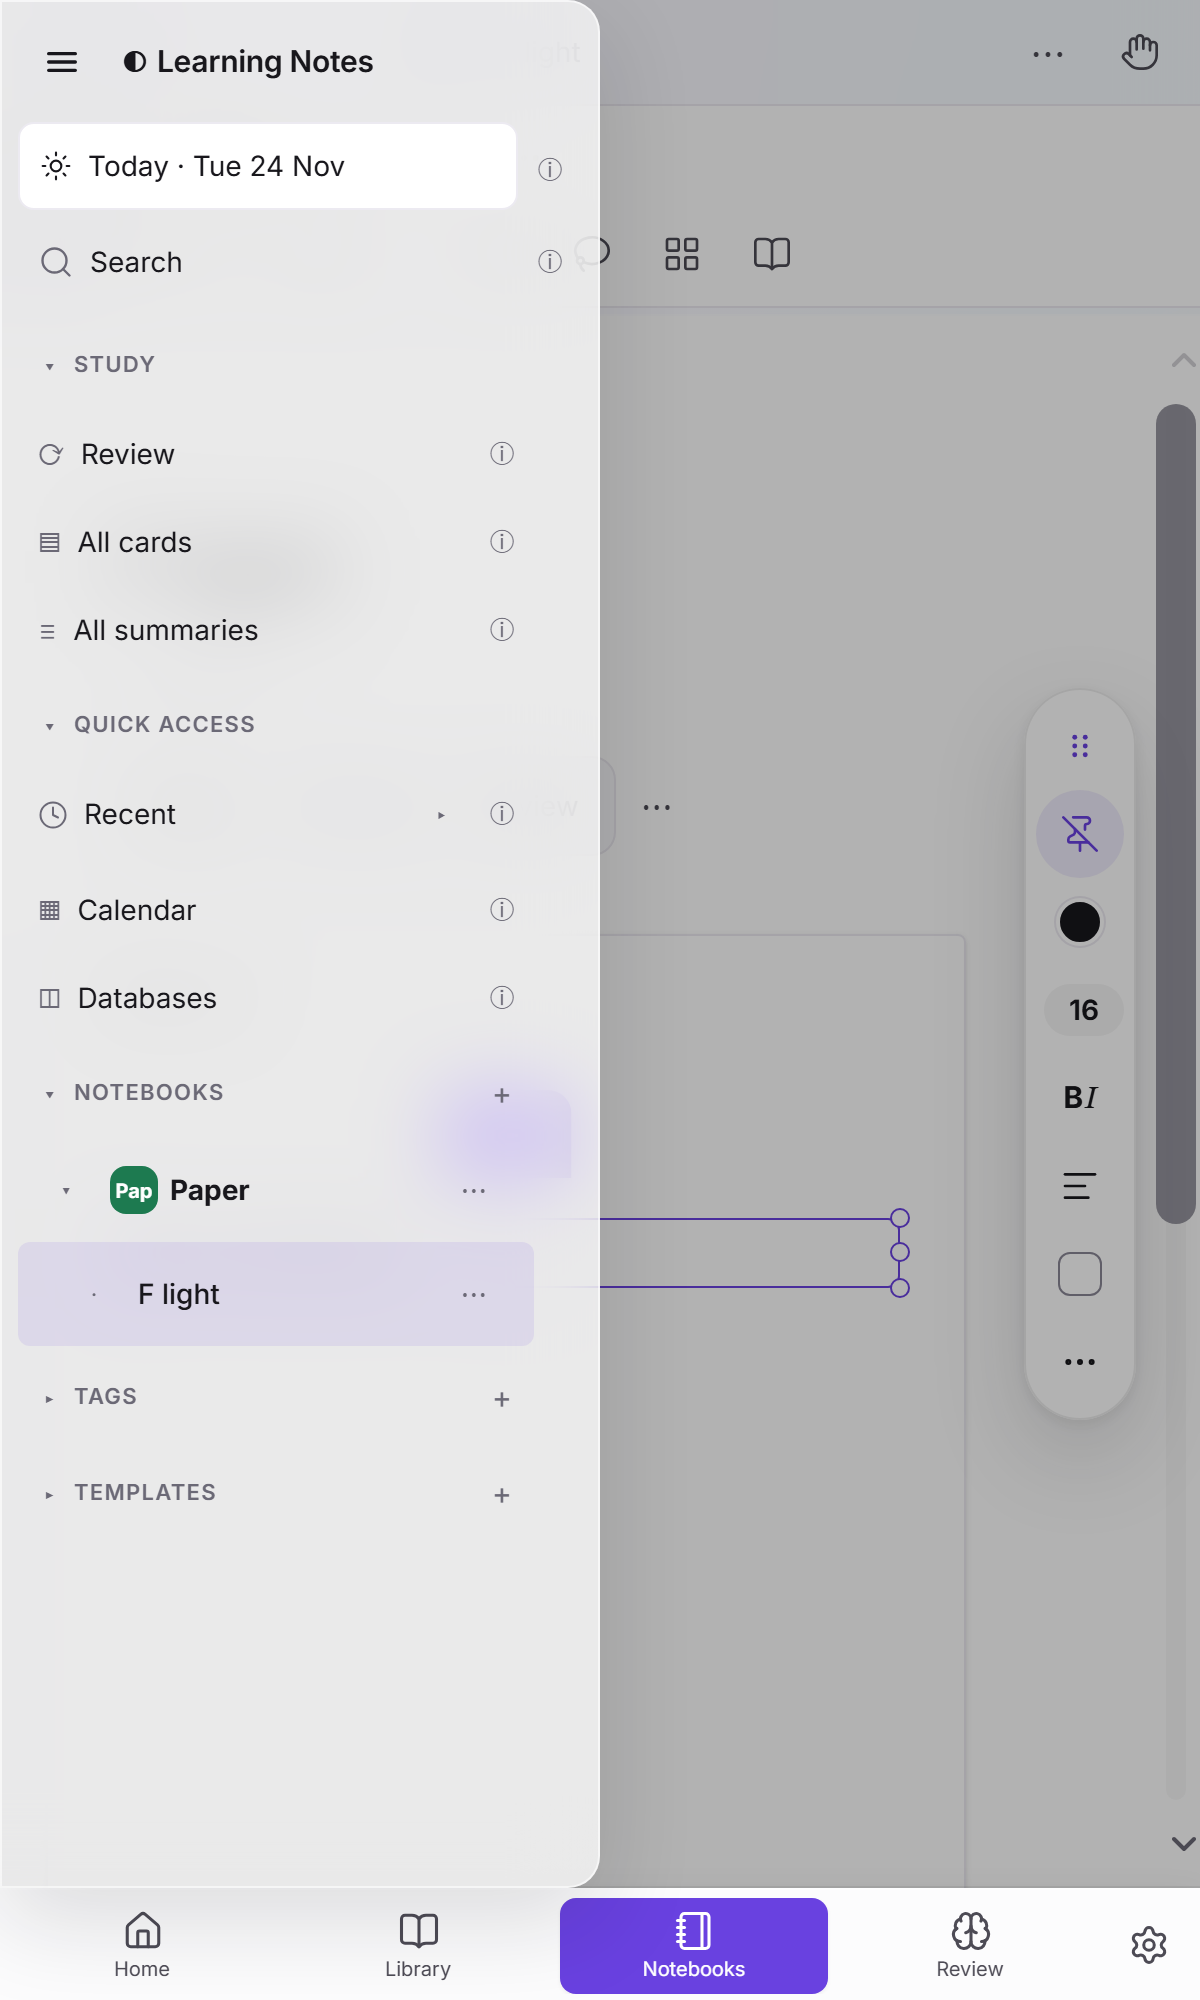 Learning Notes
Today · Tue 24 Nov
Search
STUDY
Review
All cards
All summaries
QUICK ACCESS
Recent
Calendar
Databases
NOTEBOOKS
Pap Paper
F light
TAGS
TEMPLATES
16
BI
Home
Library
Notebooks
Review